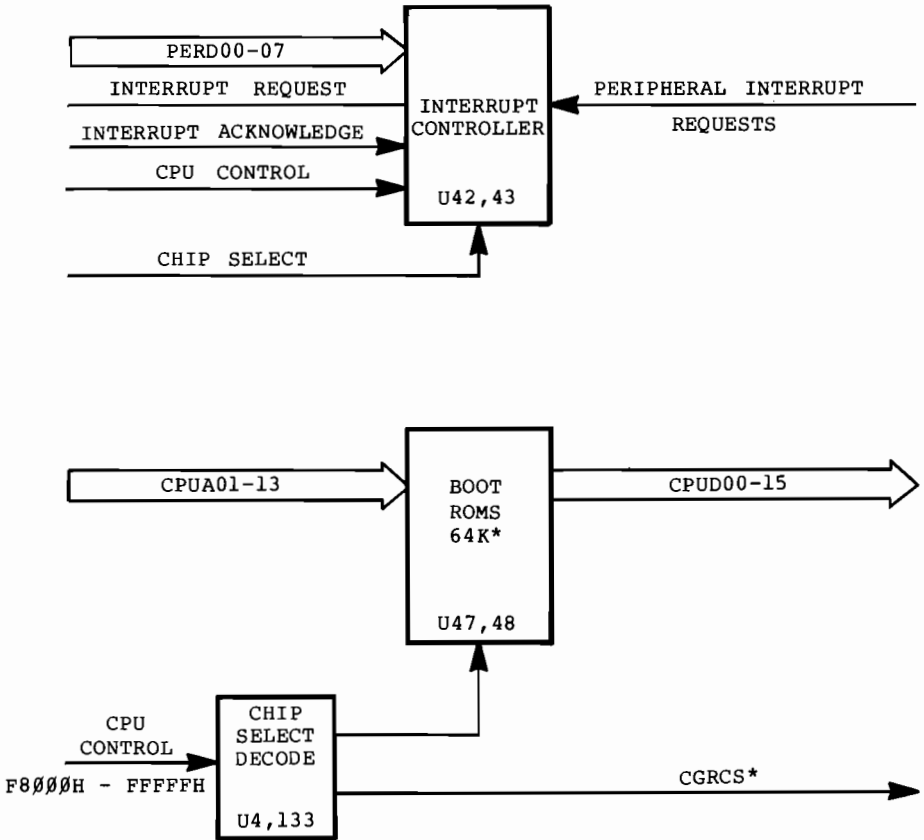 PERD00-07
INTERRUPT REQUEST
INTERRUPT ACKNOWLEDGE
CPU CONTROL
CHIP SELECT
INTERRUPT
CONTROLLER
U42,43
PERIPHERAL INTERRUPT
REQUESTS
CPUA01-13
BOOT
ROMS
64K*
U47,48
CPUD00-15
CPU
CONTROL
F8ØØØH - FFFFFH
CHIP
SELECT
DECODE
U4,133
CGRCS*